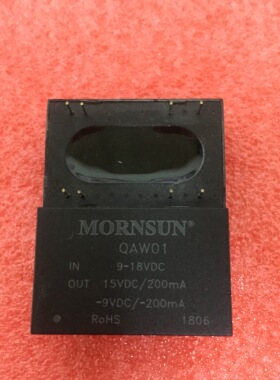 MORNSUN®
QAW01
IN 9-18VDC
OUT 15VDC/200mA
-9VDC/-200mA
RoHS 1806